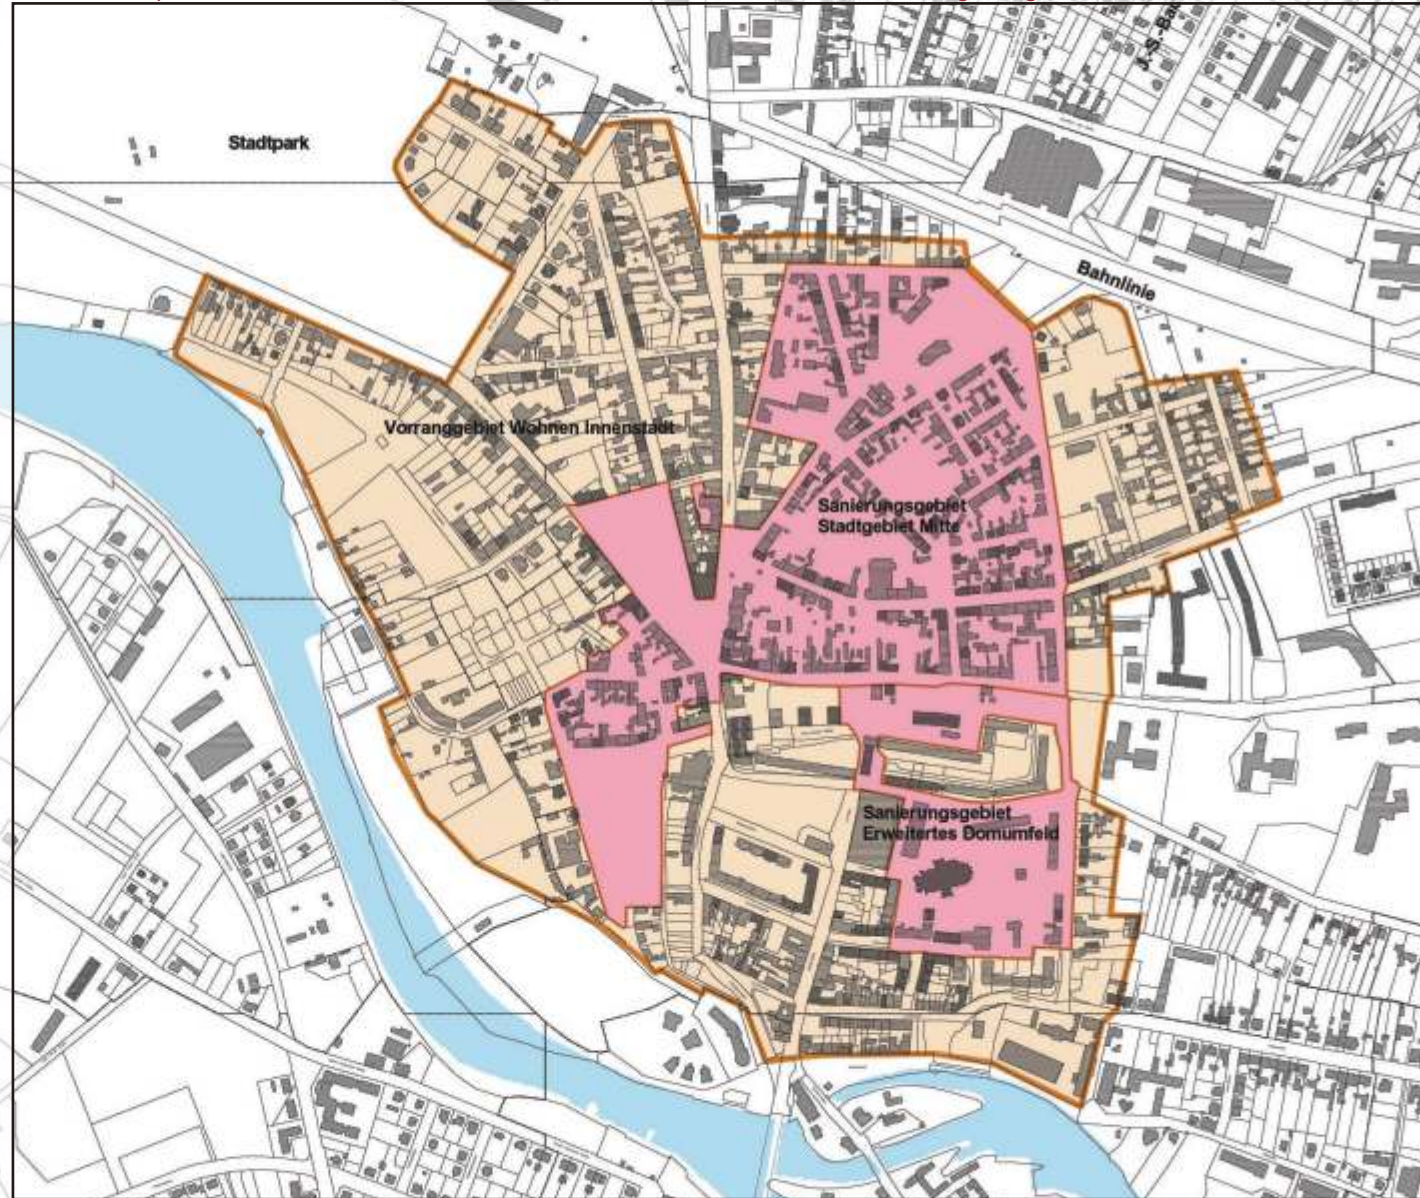 Stadtpark
Bahnlinie
Vorranggebiet Wohnen Innenstadt
Sanierungsgebiet
Stadtgebiet Mitte
Sanierungsgebiet
Erweitertes Domumfeld